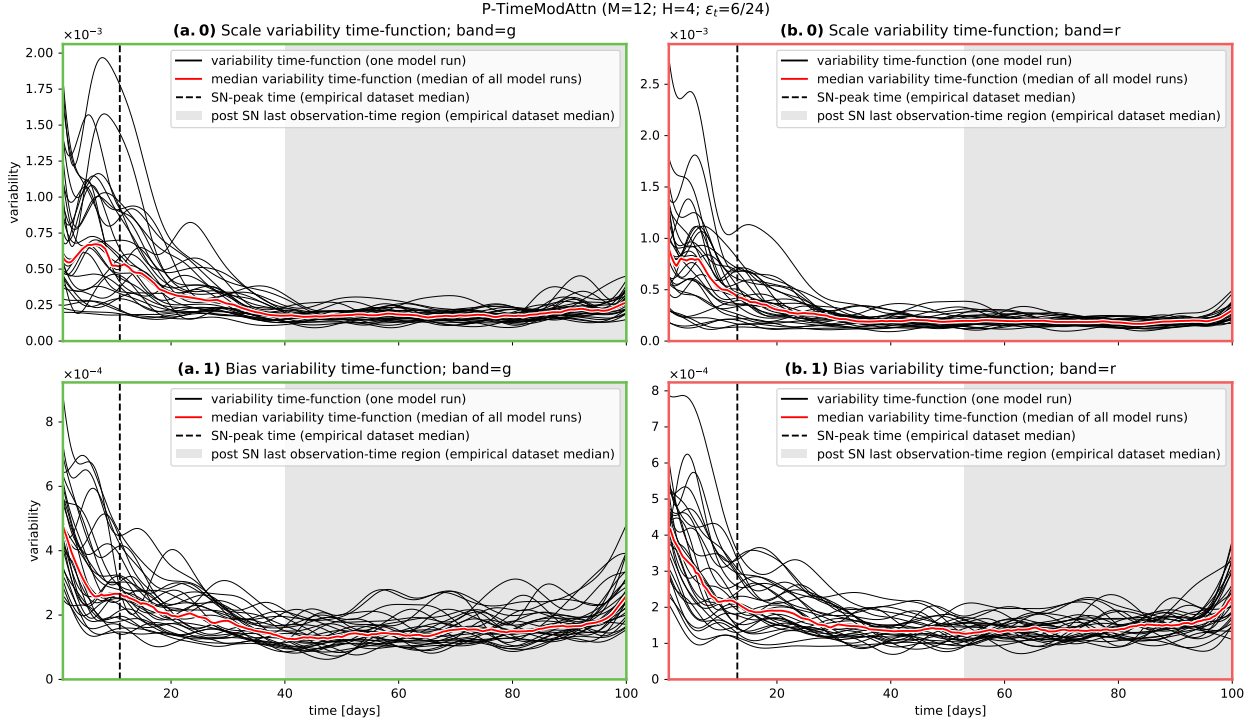 P-TimeModAttn (M=12; H=4; εₜ=6/24)
(a.0) Scale variability time-function; band=g
×10⁻³
2.00
1.75
1.50
1.25
1.00
0.75
0.50
0.25
0.00
variability
variability time-function (one model run)
median variability time-function (median of all model runs)
SN-peak time (empirical dataset median)
post SN last observation-time region (empirical dataset median)
(b.0) Scale variability time-function; band=r
×10⁻³
2.5
2.0
1.5
1.0
0.5
0.0
variability time-function (one model run)
median variability time-function (median of all model runs)
SN-peak time (empirical dataset median)
post SN last observation-time region (empirical dataset median)
(a.1) Bias variability time-function; band=g
×10⁻⁴
8
6
4
2
0
variability
variability time-function (one model run)
median variability time-function (median of all model runs)
SN-peak time (empirical dataset median)
post SN last observation-time region (empirical dataset median)
20 40 60 80 100
time [days]
(b.1) Bias variability time-function; band=r
×10⁻⁴
8
7
6
5
4
3
2
1
0
variability time-function (one model run)
median variability time-function (median of all model runs)
SN-peak time (empirical dataset median)
post SN last observation-time region (empirical dataset median)
20 40 60 80 100
time [days]